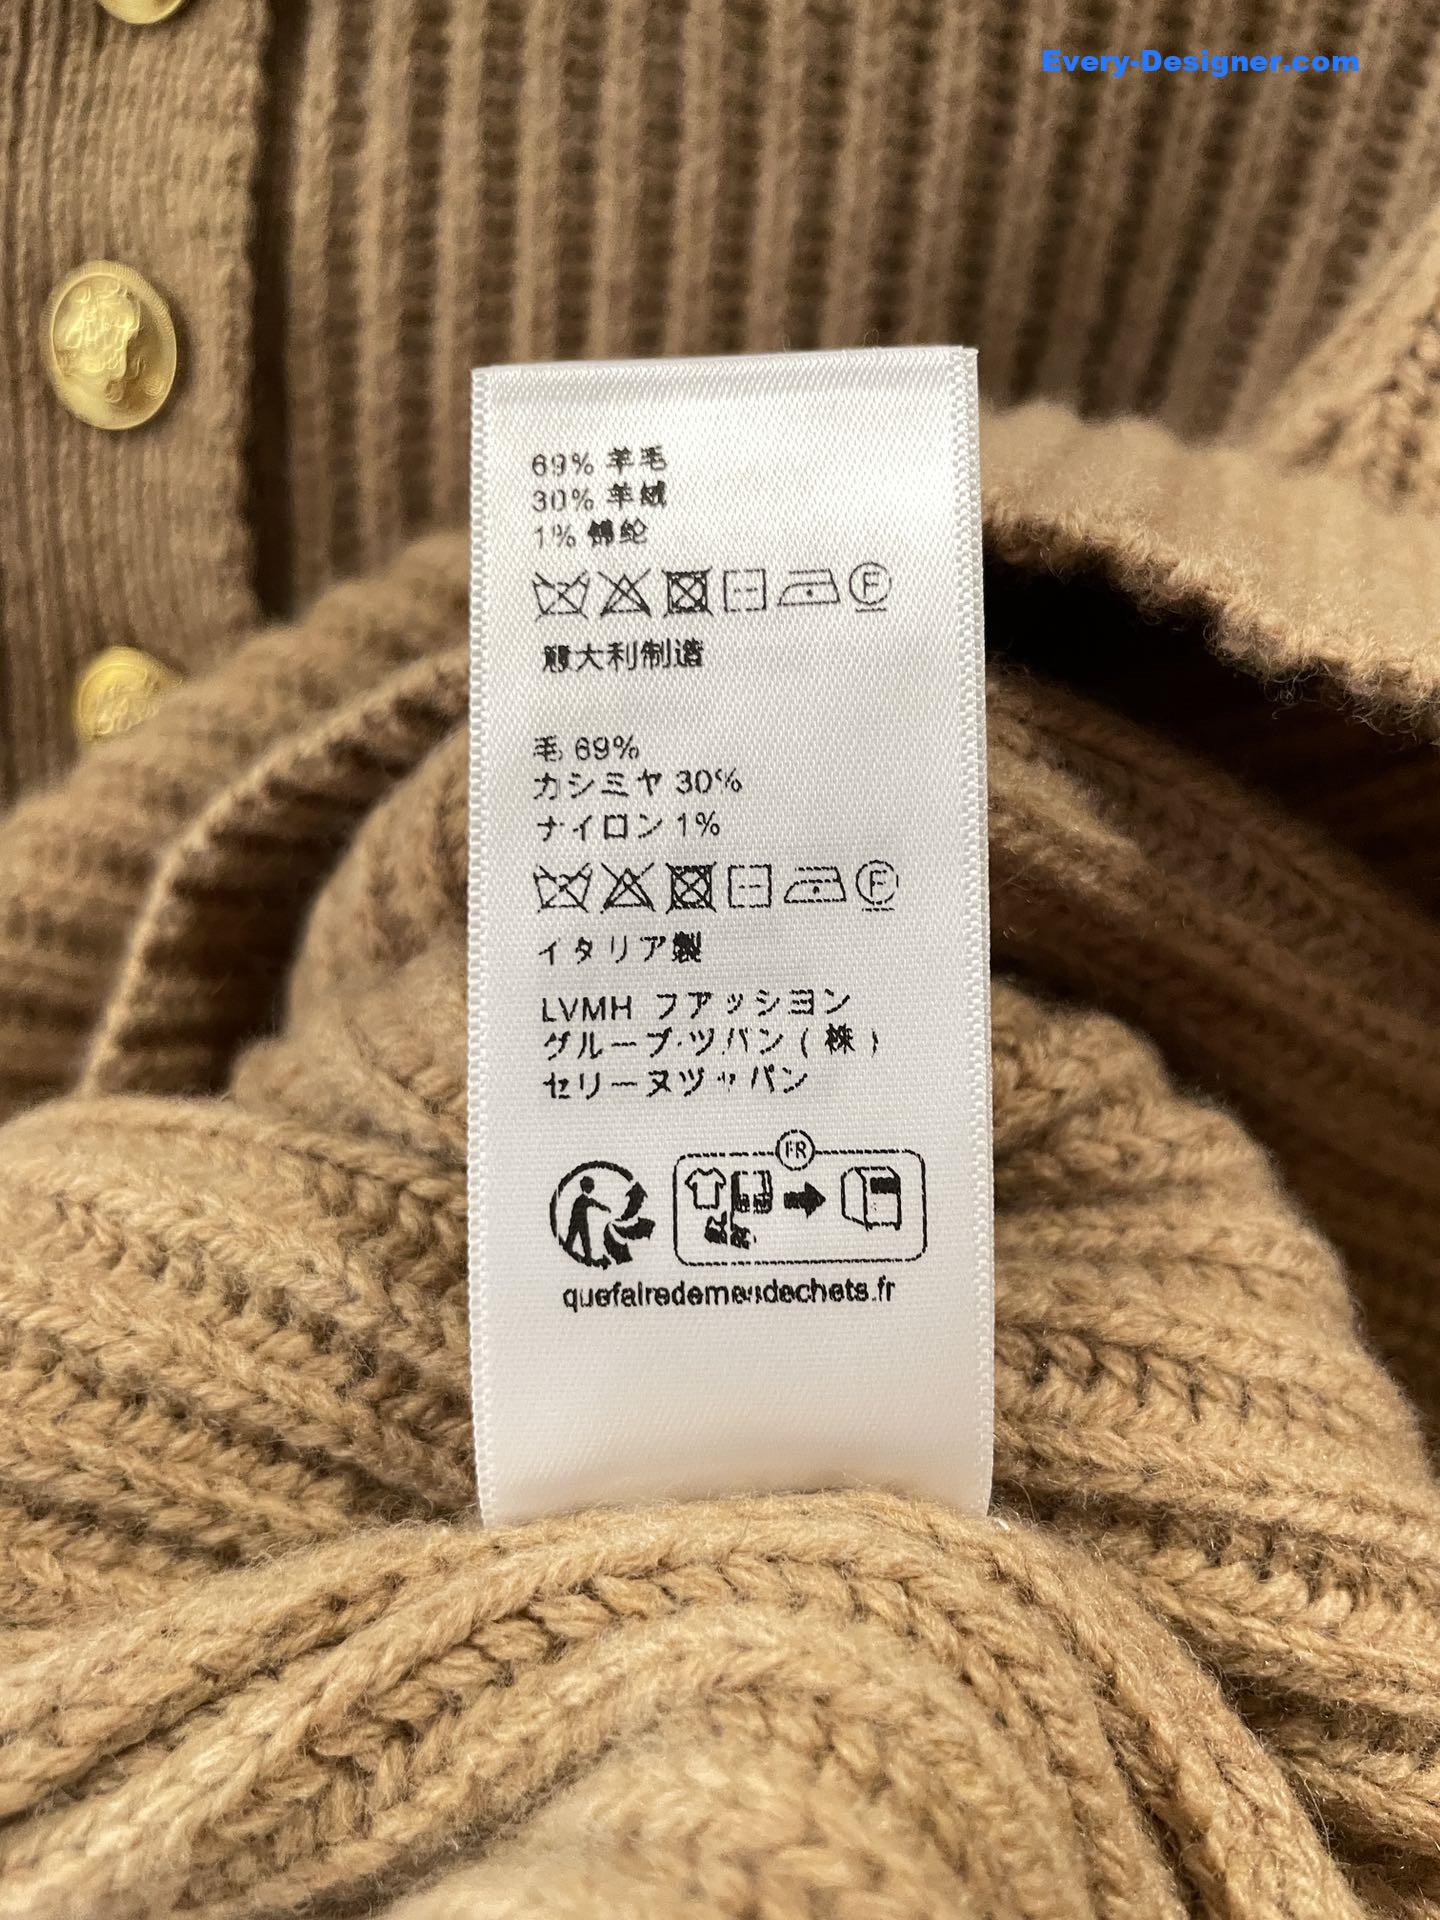 Every-Designer.com
69% 羊毛
30% 羊绒
1% 锦纶
F
意大利制造
毛 69%
カシミヤ 30%
ナイロン 1%
F
イタリア製
LVMH ファッション
グループ・ツパン (株)
セリーヌツャパン
FR
quefairedemesdechets.fr